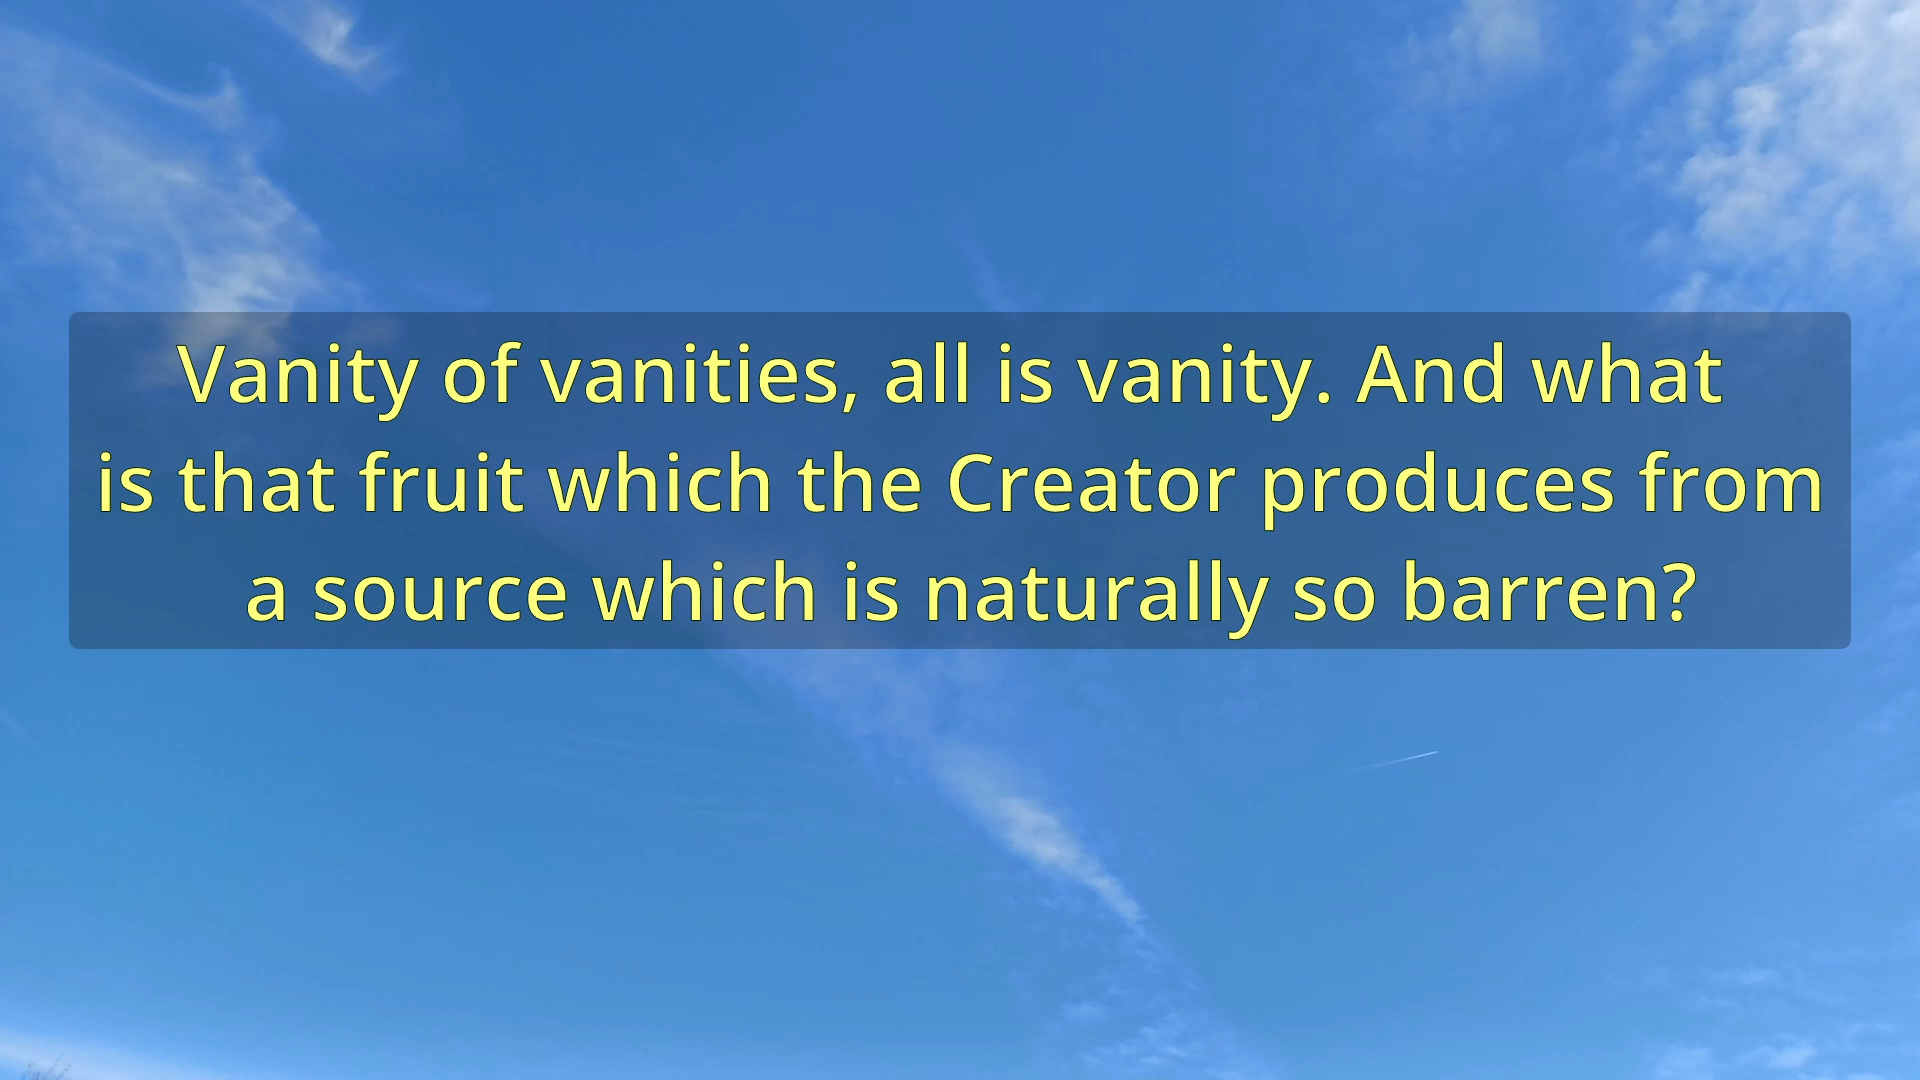 Vanity of vanities, all is vanity. And what
is that fruit which the Creator produces from
a source which is naturally so barren?